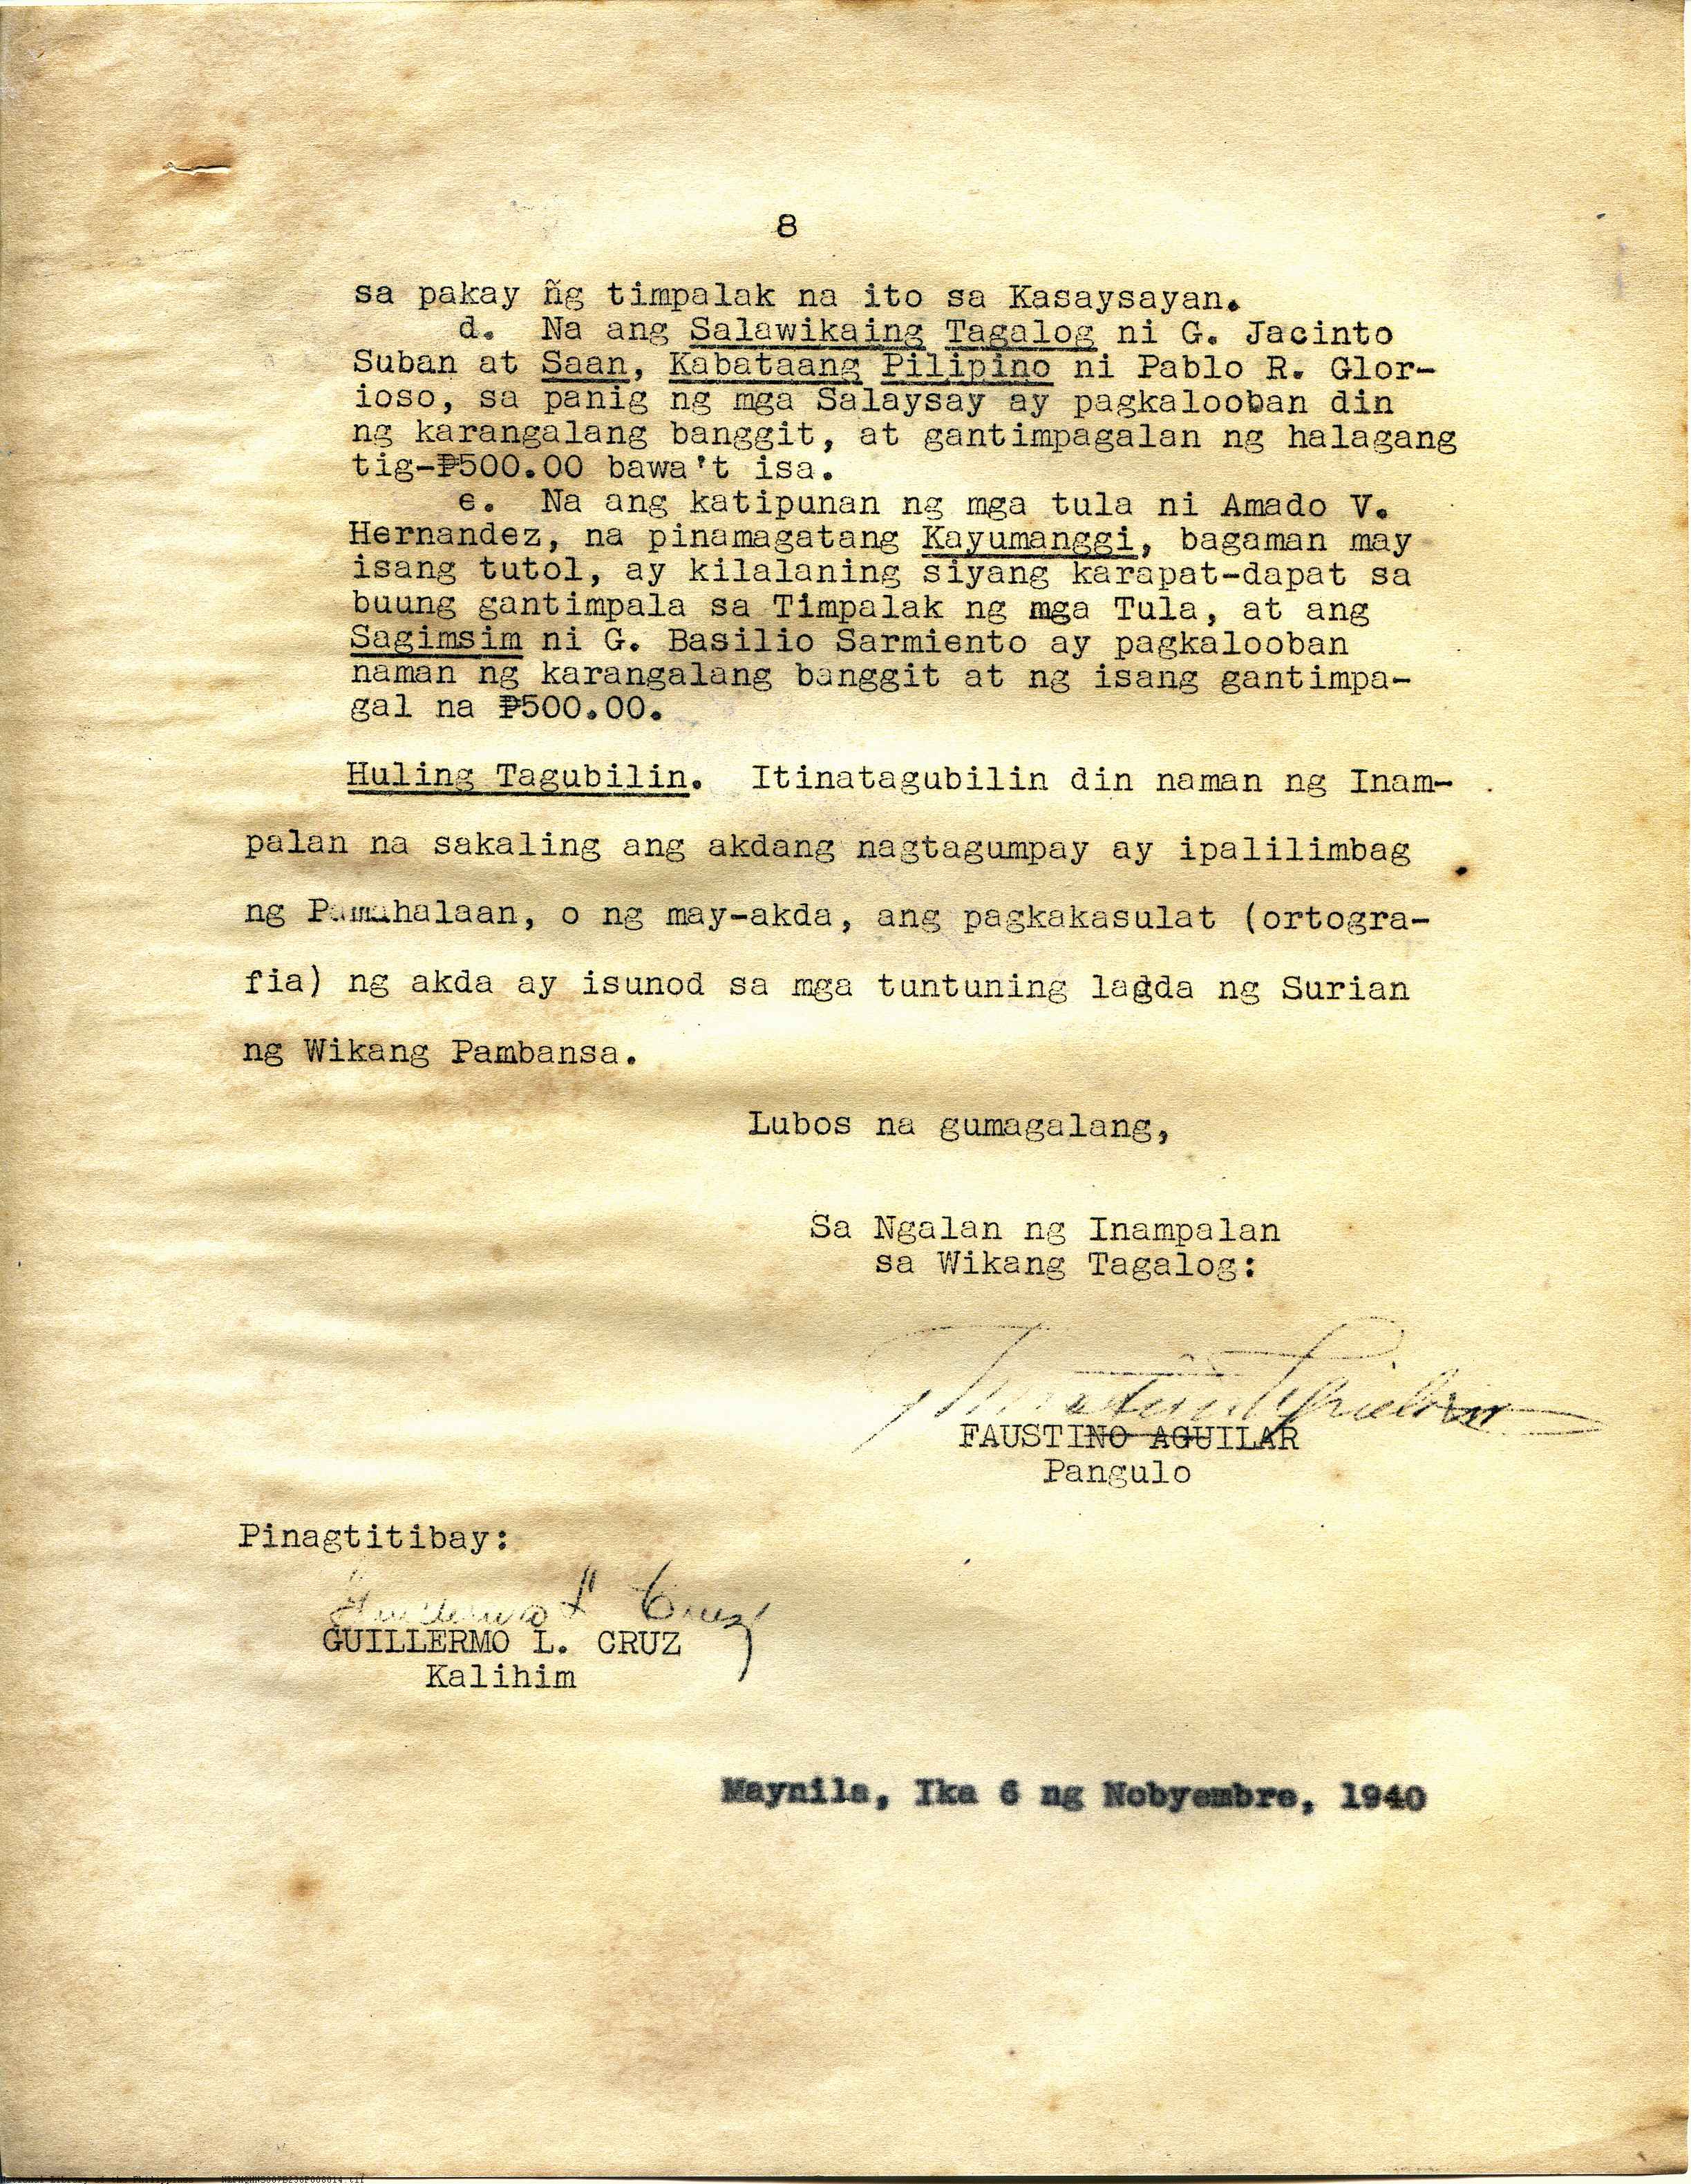 8
sa pakay ñg timpalak na ito sa Kasaysayan.
d. Na ang Salawikaing Tagalog ni G. Jacinto
Suban at Saan, Kabataang Pilipino ni Pablo R. Glor-
ioso, sa panig ng mga Salaysay ay pagkalooban din
ng karangalang banggit, at gantimpagalan ng halagang
tig-₱500.00 bawa't isa.
e. Na ang katipunan ng mga tula ni Amado V.
Hernandez, na pinamagatang Kayumanggi, bagaman may
isang tutol, ay kilalaning siyang karapat-dapat sa
buung gantimpala sa Timpalak ng mga Tula, at ang
Sagimsim ni G. Basilio Sarmiento ay pagkalooban
naman ng karangalang banggit at ng isang gantimpa-
gal na ₱500.00.
Huling Tagubilin. Itinatagubilin din naman ng Inam-
palan na sakaling ang akdang nagtagumpay ay ipalilimbag
ng Pamahalaan, o ng may-akda, ang pagkakasulat (ortogra-
fia) ng akda ay isunod sa mga tuntuning lagda ng Surian
ng Wikang Pambansa.
Lubos na gumagalang,
Sa Ngalan ng Inampalan
sa Wikang Tagalog:
FAUSTINO AGUILAR
Pangulo
Pinagtitibay:
Guillermo L Cruz
GUILLERMO L. CRUZ
Kalihim
Maynila, Ika 6 ng Nobyembre, 1940